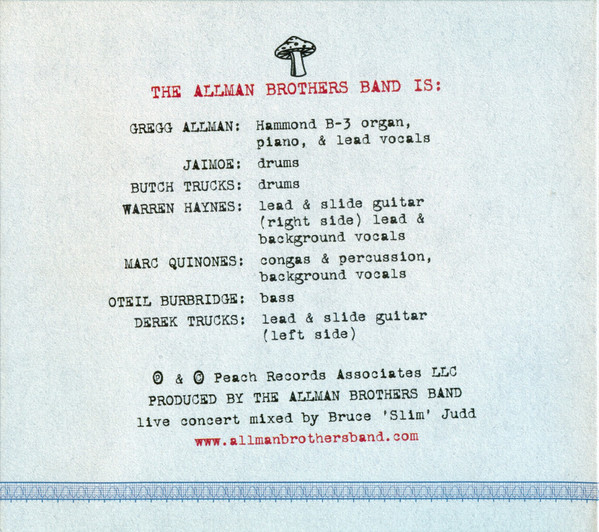 THE ALLMAN BROTHERS BAND IS:
GREGG ALLMAN: Hammond B-3 organ,
piano, & lead vocals
JAIMOE: drums
BUTCH TRUCKS: drums
WARREN HAYNES: lead & slide guitar
(right side) lead &
background vocals
MARC QUINONES: congas & percussion,
background vocals
OTEIL BURBRIDGE: bass
DEREK TRUCKS: lead & slide guitar
(left side)
℗ & © Peach Records Associates LLC
PRODUCED BY THE ALLMAN BROTHERS BAND
live concert mixed by Bruce 'Slim' Judd
www.allmanbrothersband.com